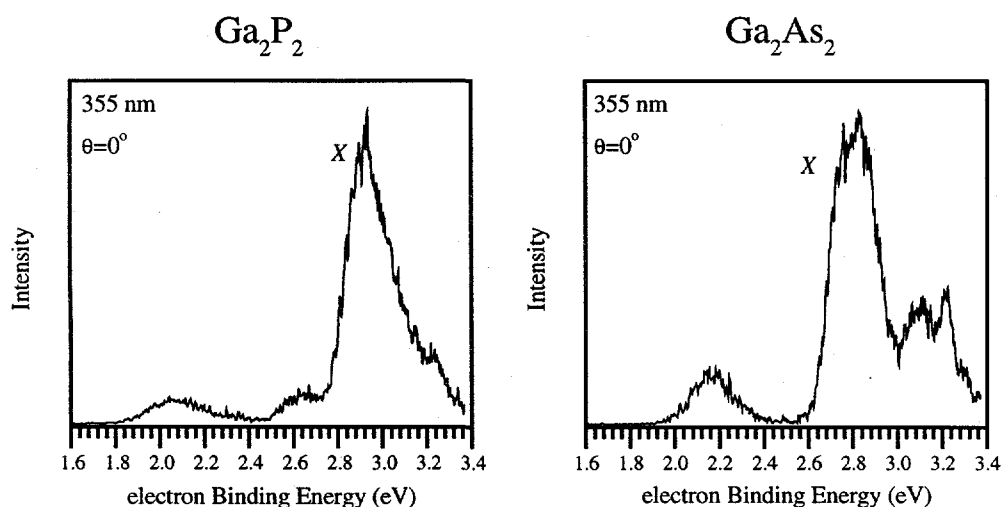 Ga₂P₂
355 nm
θ=0°
X
Intensity
1.6 1.8 2.0 2.2 2.4 2.6 2.8 3.0 3.2 3.4
electron Binding Energy (eV)
Ga₂As₂
355 nm
θ=0°
X
Intensity
1.6 1.8 2.0 2.2 2.4 2.6 2.8 3.0 3.2 3.4
electron Binding Energy (eV)